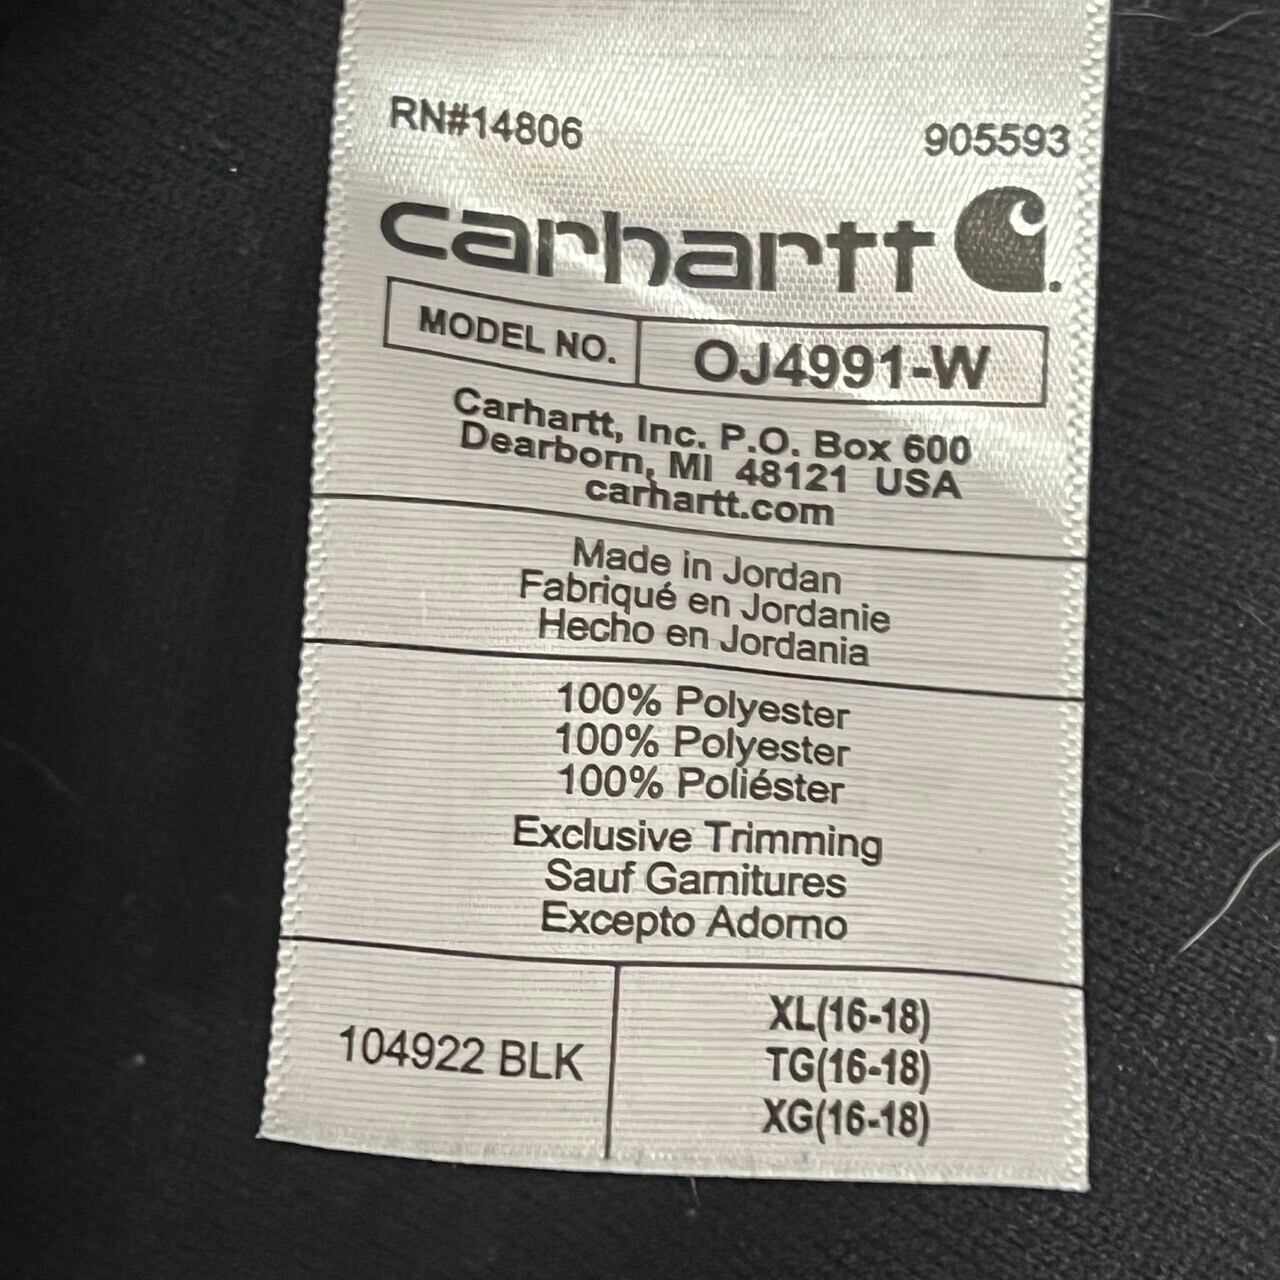 RN#14806 905593
carhartt
MODEL NO. OJ4991-W
Carhartt, Inc. P.O. Box 600
Dearborn, MI 48121 USA
carhartt.com
Made in Jordan
Fabriqué en Jordanie
Hecho en Jordania
100% Polyester
100% Polyester
100% Poliéster
Exclusive Trimming
Sauf Garnitures
Excepto Adorno
104922 BLK
XL(16-18)
TG(16-18)
XG(16-18)